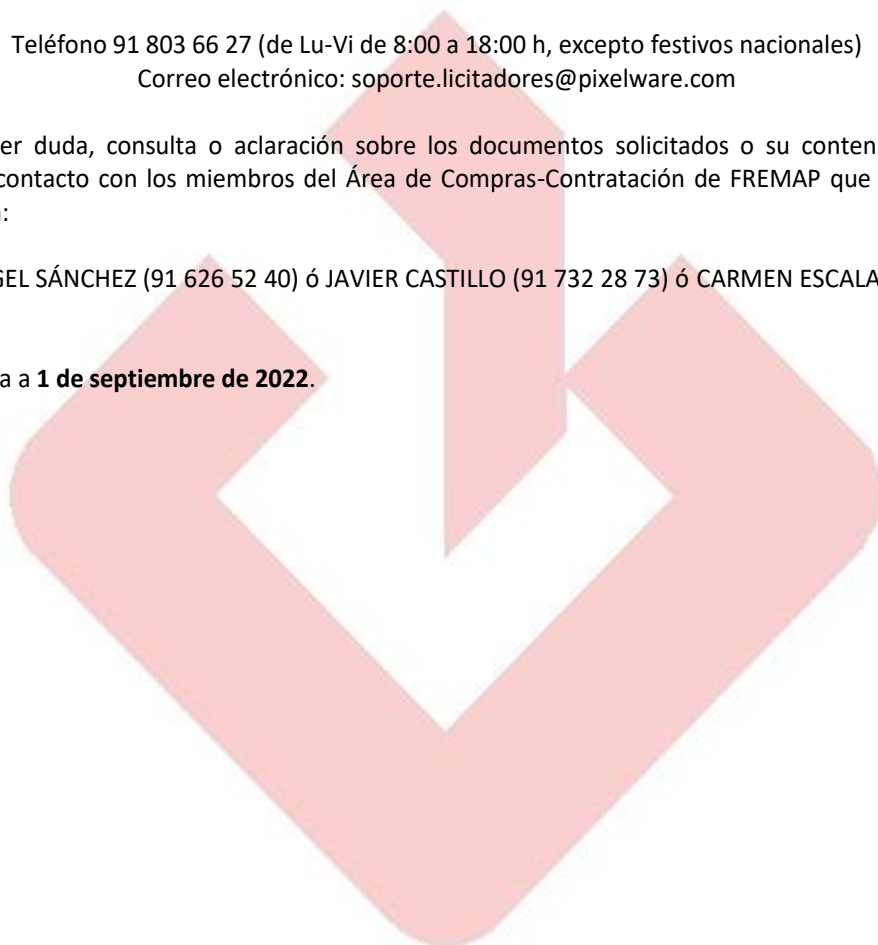 Teléfono 91 803 66 27 (de Lu-Vi de 8:00 a 18:00 h, excepto festivos nacionales)
Correo electrónico: soporte.licitadores@pixelware.com
er duda, consulta o aclaración sobre los documentos solicitados o su conten
contacto con los miembros del Área de Compras-Contratación de FREMAP que
:
GEL SÁNCHEZ (91 626 52 40) ó JAVIER CASTILLO (91 732 28 73) ó CARMEN ESCALA
a a 1 de septiembre de 2022.